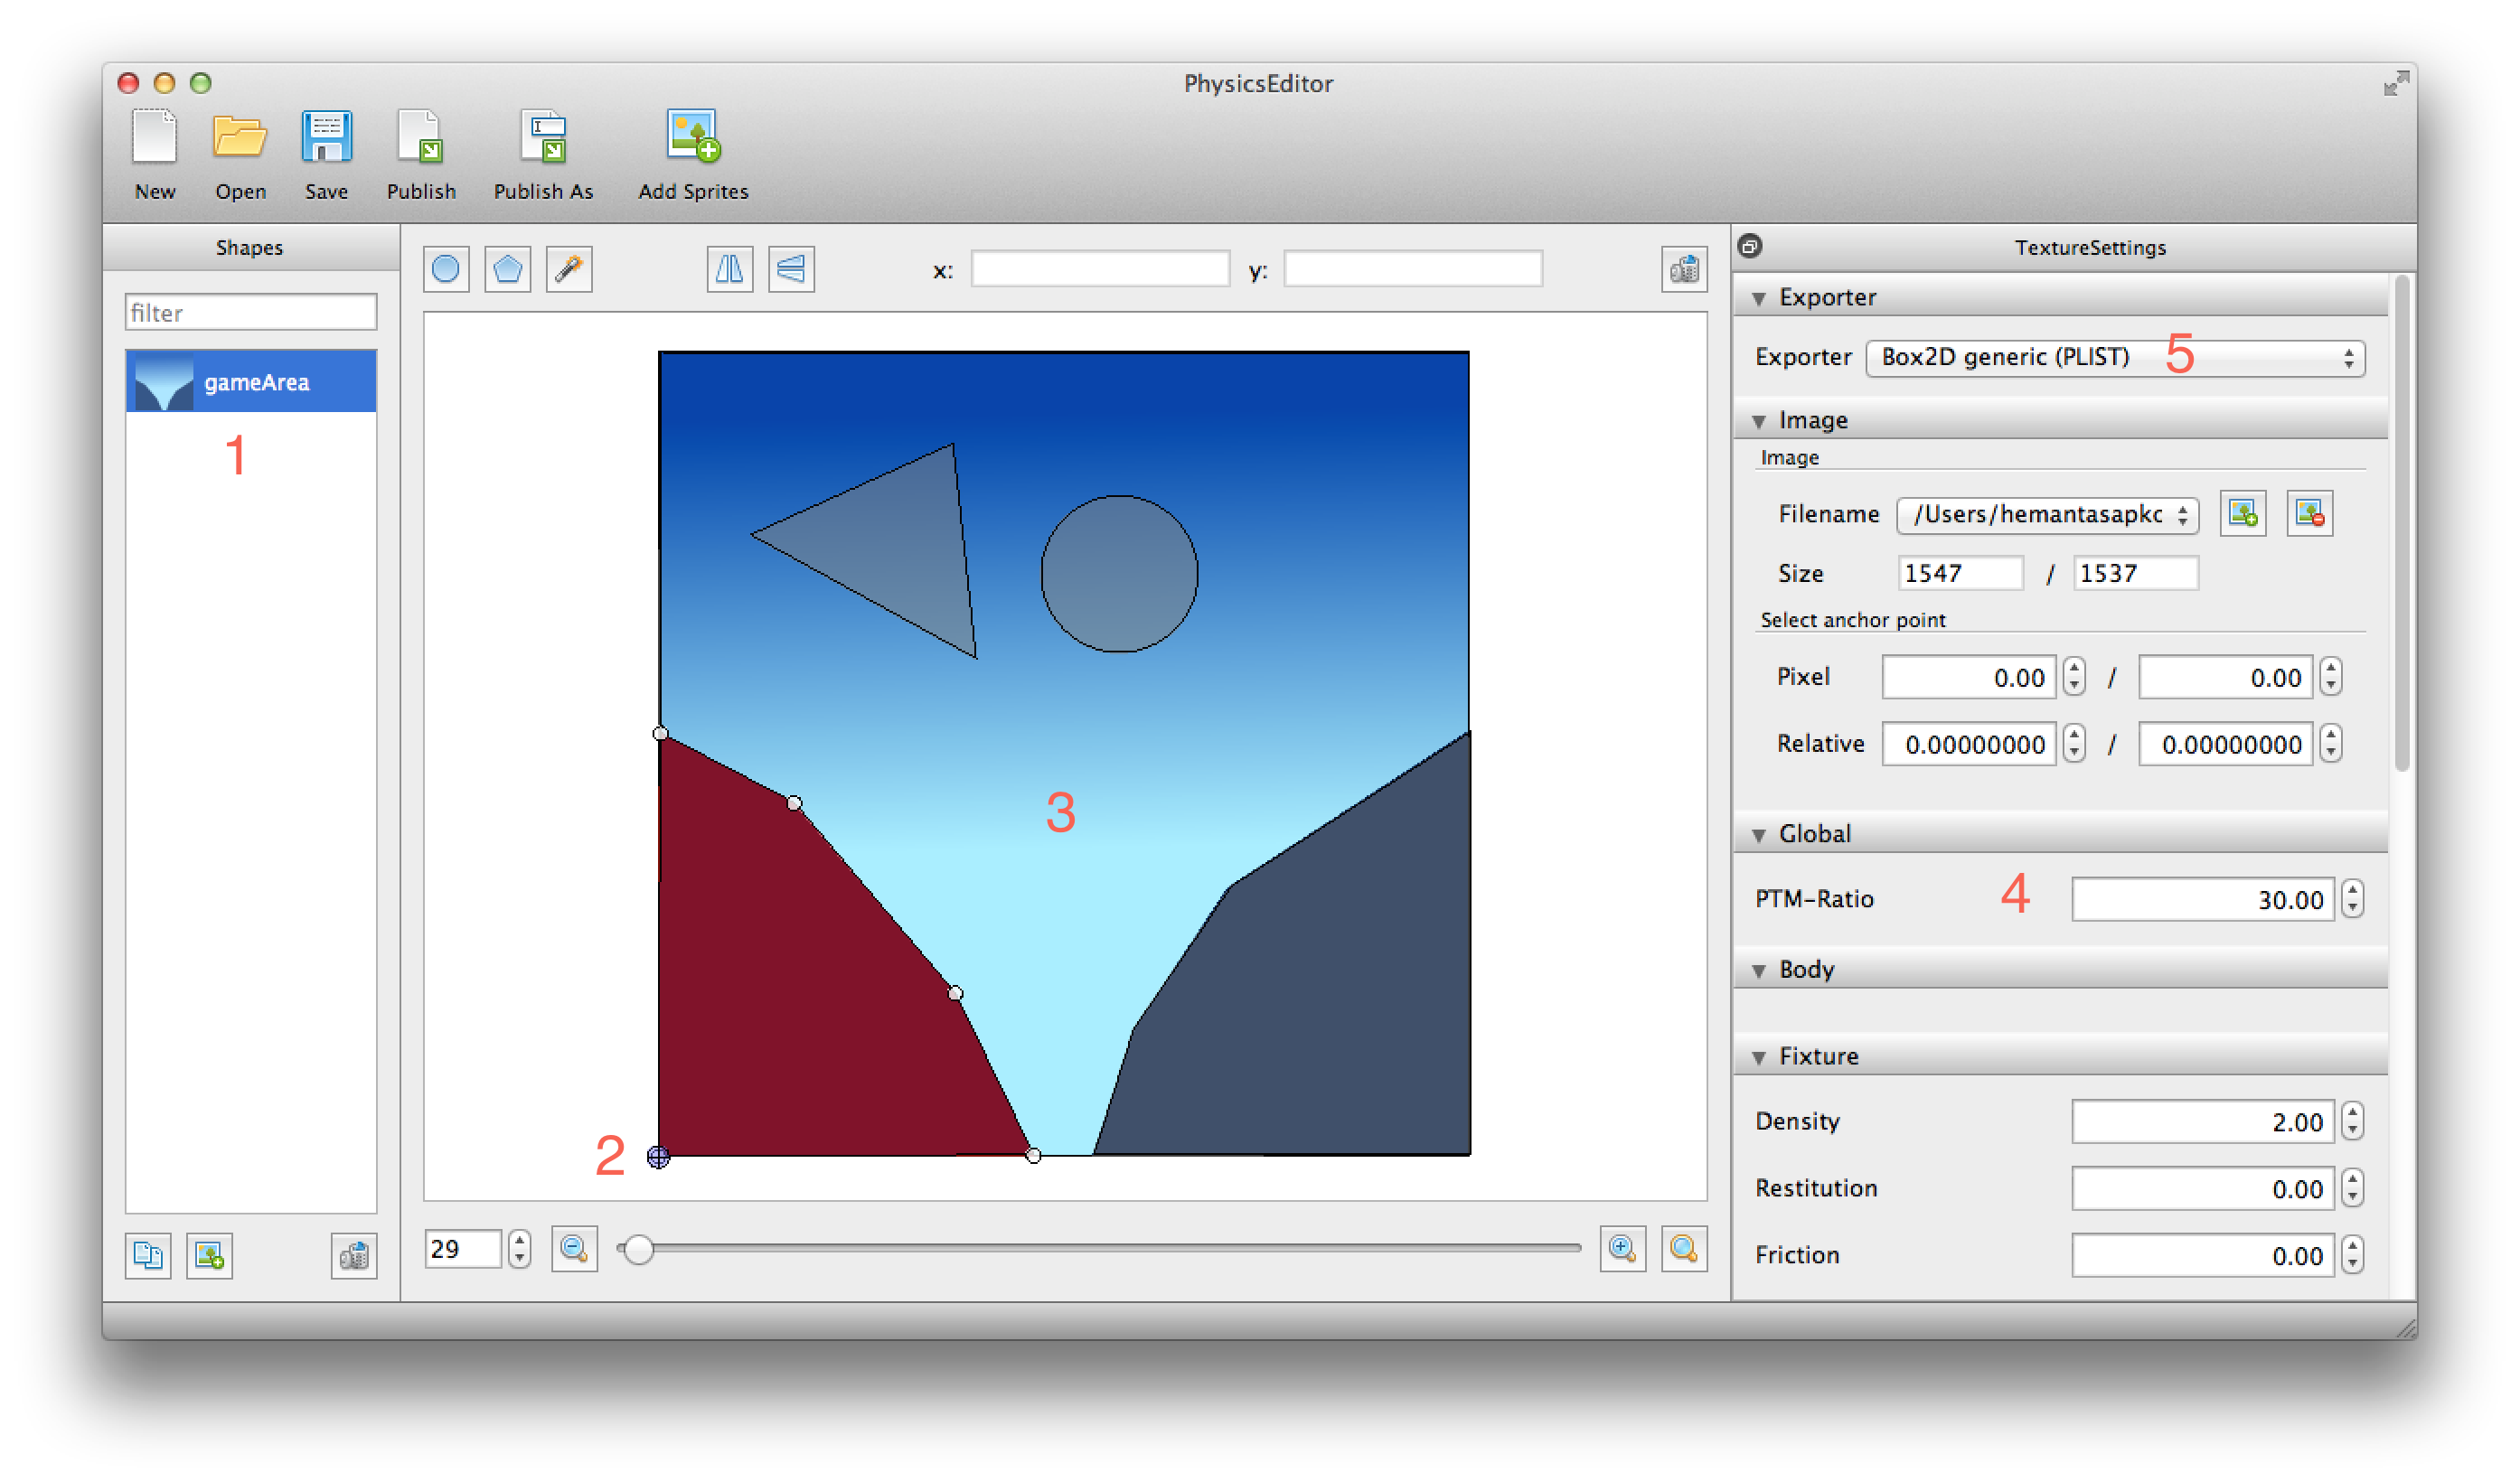 PhysicsEditor
New Open Save Publish Publish As Add Sprites
Shapes
filter
gameArea
1
x: y:
2
3
29
TextureSettings
Exporter
Exporter Box2D generic (PLIST) 5
Image
Image
Filename /Users/hemantasapkc
Size 1547 / 1537
Select anchor point
Pixel 0.00 / 0.00
Relative 0.00000000 / 0.00000000
Global
PTM-Ratio 4 30.00
Body
Fixture
Density 2.00
Restitution 0.00
Friction 0.00